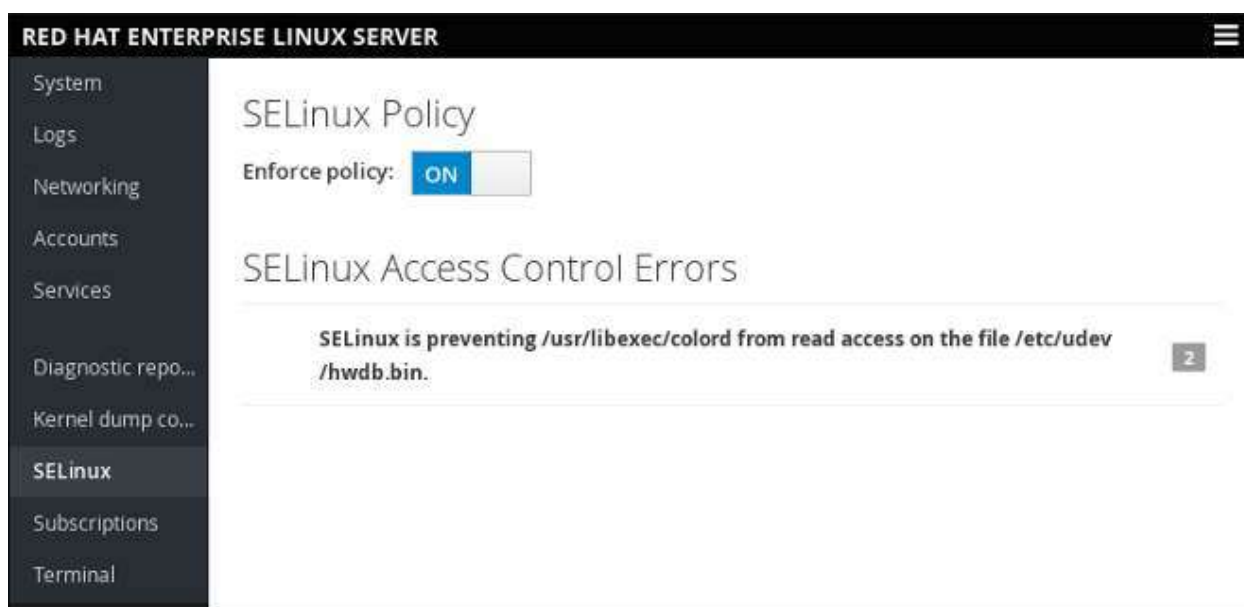 RED HAT ENTERPRISE LINUX SERVER
System
Logs
Networking
Accounts
Services
Diagnostic repo...
Kernel dump co...
SELinux
Subscriptions
Terminal
SELinux Policy
Enforce policy: ON
SELinux Access Control Errors
SELinux is preventing /usr/libexec/colord from read access on the file /etc/udev
/hwdb.bin.
2